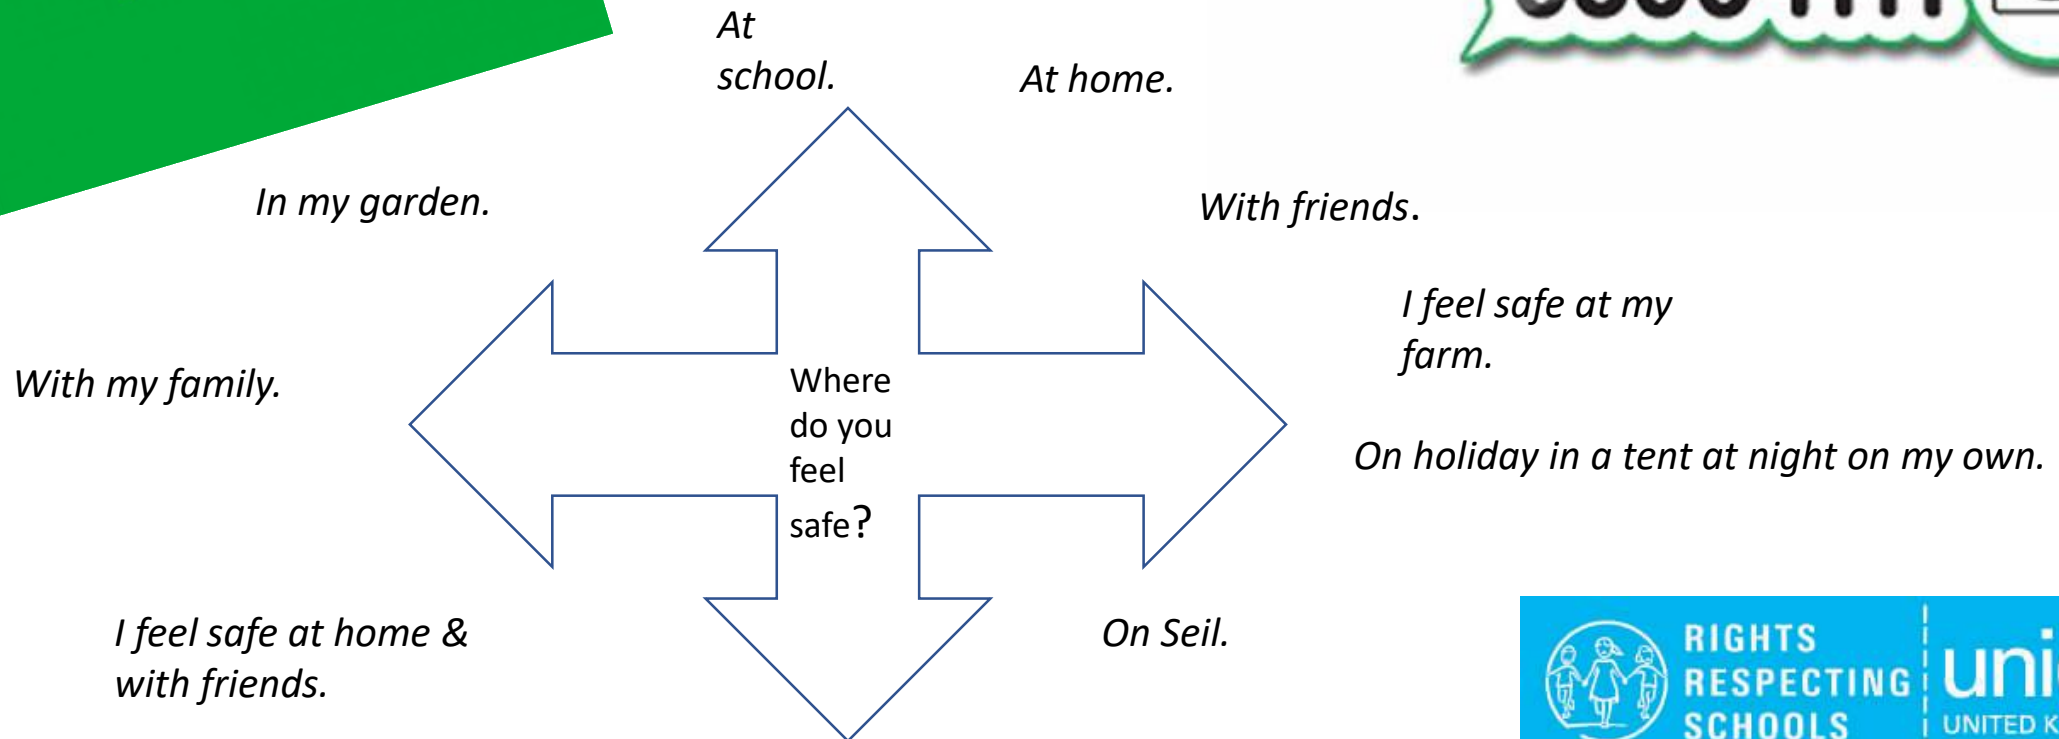 At
school.
At home.
In my garden.
With friends.
I feel safe at my
farm.
With my family.
Where
do you
feel
safe?
On holiday in a tent at night on my own.
I feel safe at home &
with friends.
On Seil.
RIGHTS
RESPECTING
SCHOOLS